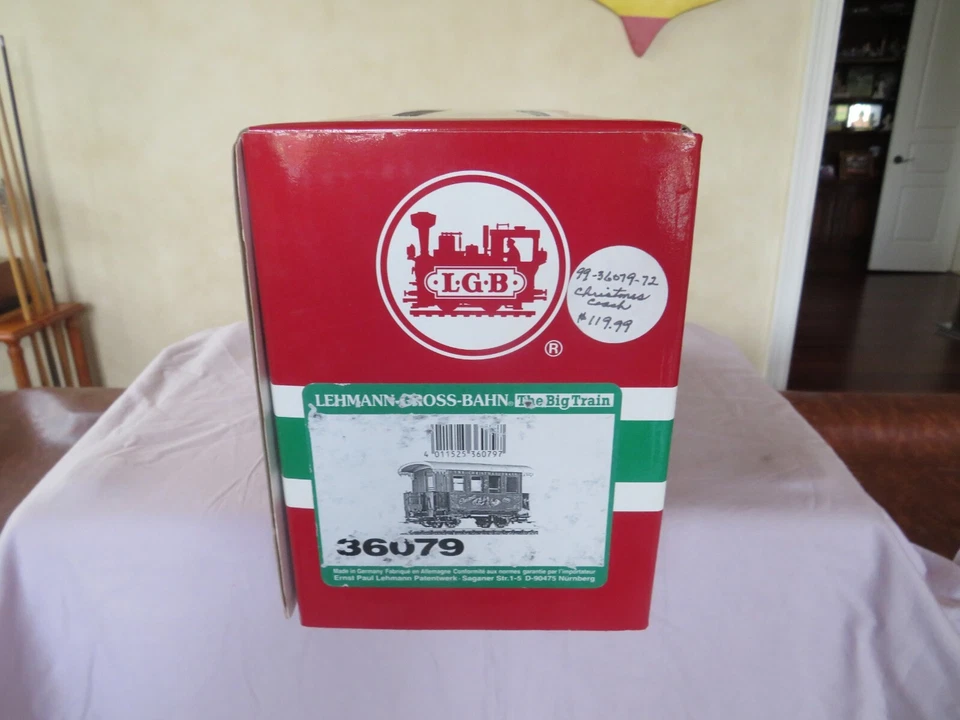 L·G·B
®
99-36079-72
Christmas
Coach
$119.99
LEHMANN-GROSS-BAHN The Big Train
4 011525 360797
36079
Made in Germany Fabriqué en Allemagne Conformité aux normes garantie par l'importateur
Ernst Paul Lehmann Patentwerk · Saganer Str. 1-5 D-90475 Nürnberg